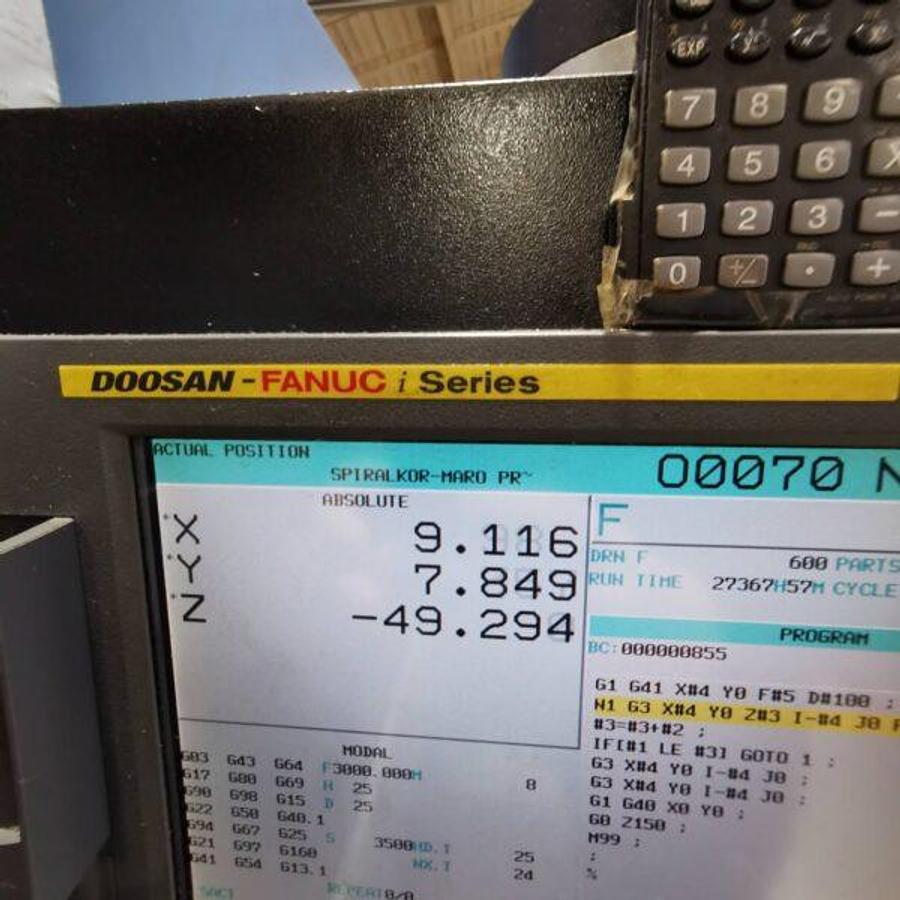 EXP
7 8 9
4 5 6 X
1 2 3 −
0 +/− · +
DOOSAN - FANUC i Series
ACTUAL POSITION
SPIRALKOR-MARO PR~
O0070 N
ABSOLUTE
X 9.116
Y 7.849
Z -49.294
F
DRN F 600 PARTS
RUN TIME 27367H57M CYCLE
PROGRAM
BC:000000855
G1 G41 X#4 Y0 F#5 D#100 ;
N1 G3 X#4 Y0 Z#3 I-#4 J0 F
#3=#3+#2 ;
IF[#1 LE #3] GOTO 1 ;
G3 X#4 Y0 I-#4 J0 ;
G3 X#4 Y0 I-#4 J0 ;
G1 G40 X0 Y0 ;
G0 Z150 ;
M99 ;
;
%
MODAL
G03 G43 G64 F3000.000M 8
G17 G80 G69 H 25
G90 G98 G15 D 25
G22 G50 G40.1
G94 G67 G25 S 3500HD.T 25
G21 G97 G160 NX.T 24
G41 G54 G13.1
SACT REPEAT0/0